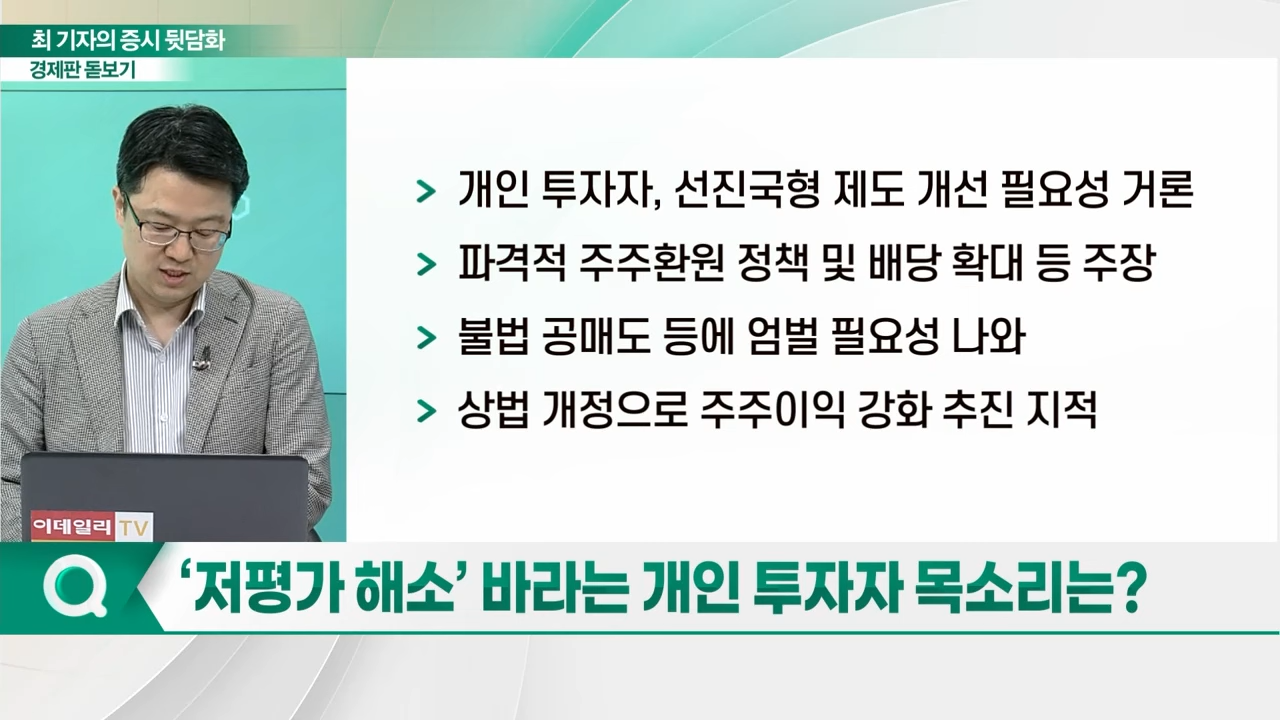 최 기자의 증시 뒷담화
경제판 돋보기
> 개인 투자자, 선진국형 제도 개선 필요성 거론
> 파격적 주주환원 정책 및 배당 확대 등 주장
> 불법 공매도 등에 엄벌 필요성 나와
> 상법 개정으로 주주이익 강화 추진 지적
이데일리 TV
Q ‘저평가 해소’ 바라는 개인 투자자 목소리는?